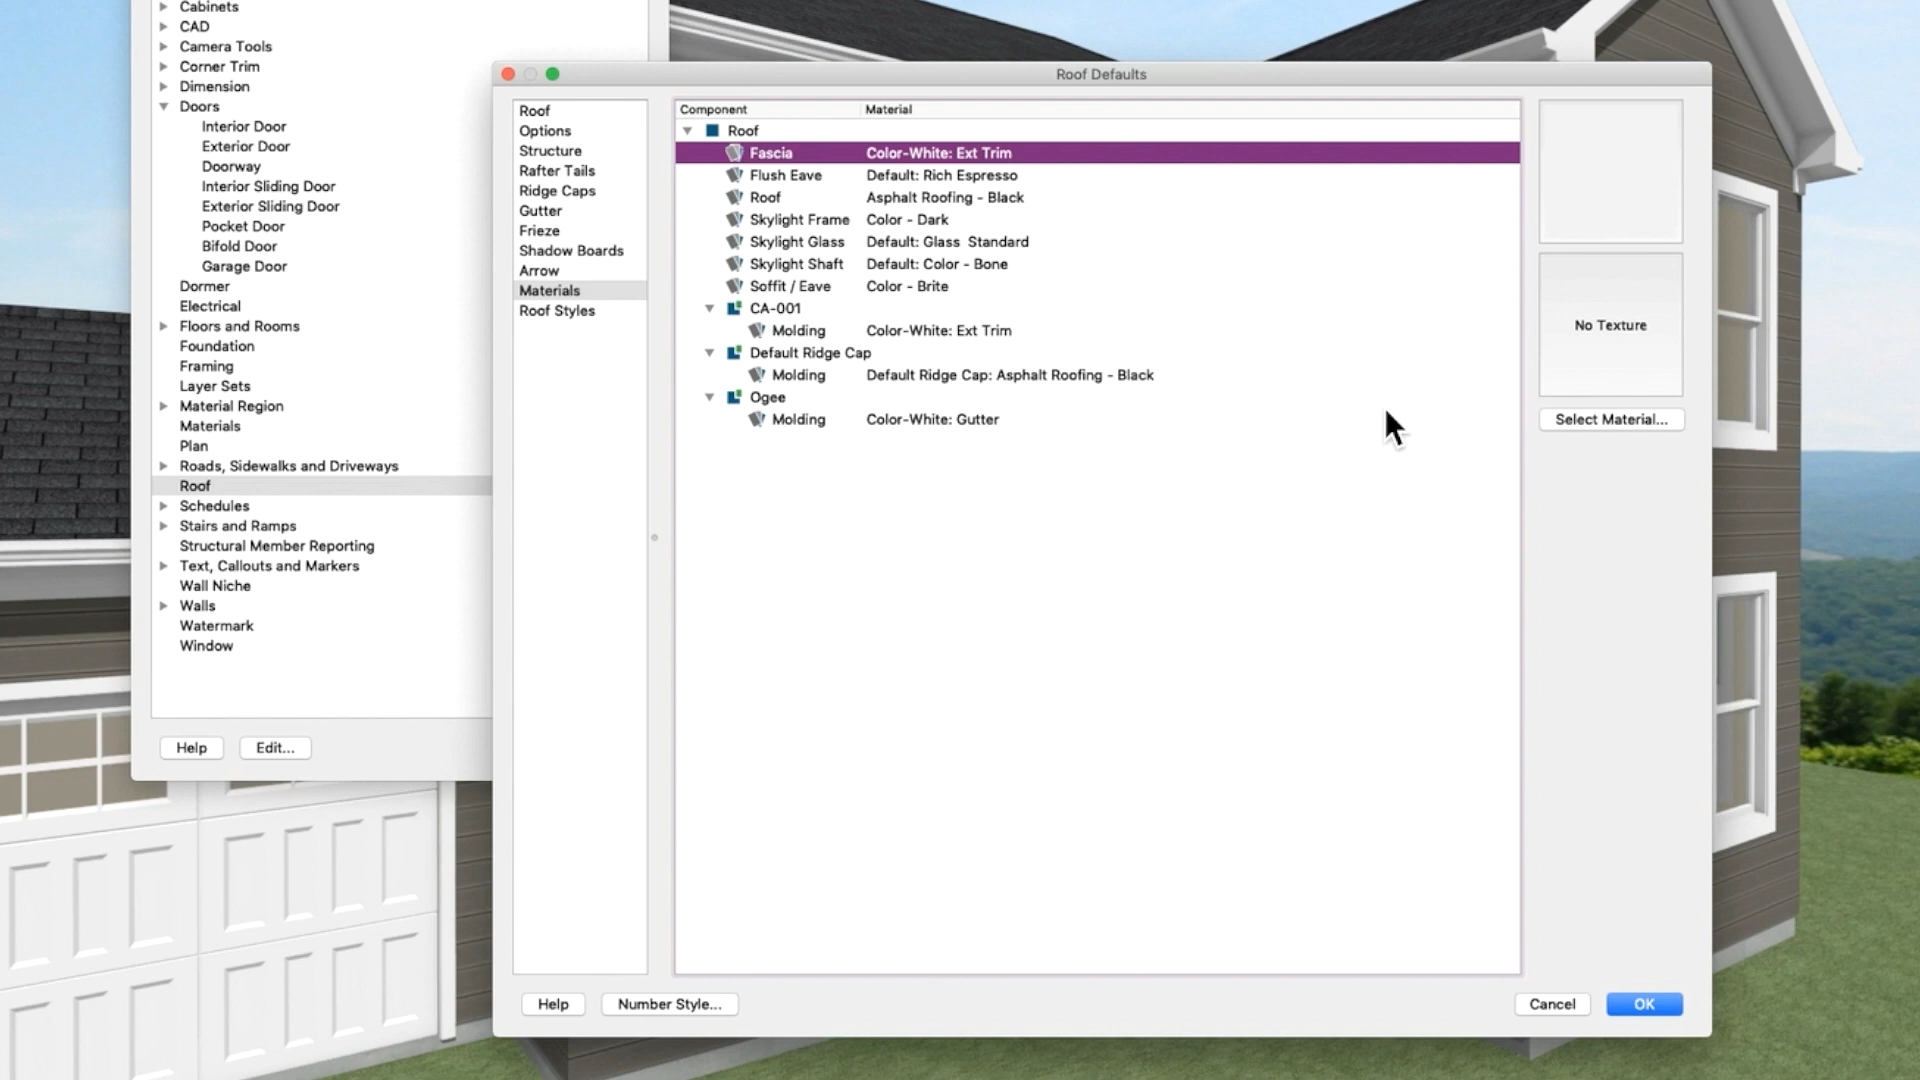 Cabinets
CAD
Camera Tools
Corner Trim
Dimension
Doors
Interior Door
Exterior Door
Doorway
Interior Sliding Door
Exterior Sliding Door
Pocket Door
Bifold Door
Garage Door
Dormer
Electrical
Floors and Rooms
Foundation
Framing
Layer Sets
Material Region
Materials
Plan
Roads, Sidewalks and Driveways
Roof
Schedules
Stairs and Ramps
Structural Member Reporting
Text, Callouts and Markers
Wall Niche
Walls
Watermark
Window
Help Edit...
Roof Defaults
Roof
Options
Structure
Rafter Tails
Ridge Caps
Gutter
Frieze
Shadow Boards
Arrow
Materials
Roof Styles
Component Material
Roof
Fascia Color-White: Ext Trim
Flush Eave Default: Rich Espresso
Roof Asphalt Roofing - Black
Skylight Frame Color - Dark
Skylight Glass Default: Glass Standard
Skylight Shaft Default: Color - Bone
Soffit / Eave Color - Brite
CA-001
Molding Color-White: Ext Trim
Default Ridge Cap
Molding Default Ridge Cap: Asphalt Roofing - Black
Ogee
Molding Color-White: Gutter
No Texture
Select Material...
Help Number Style... Cancel OK